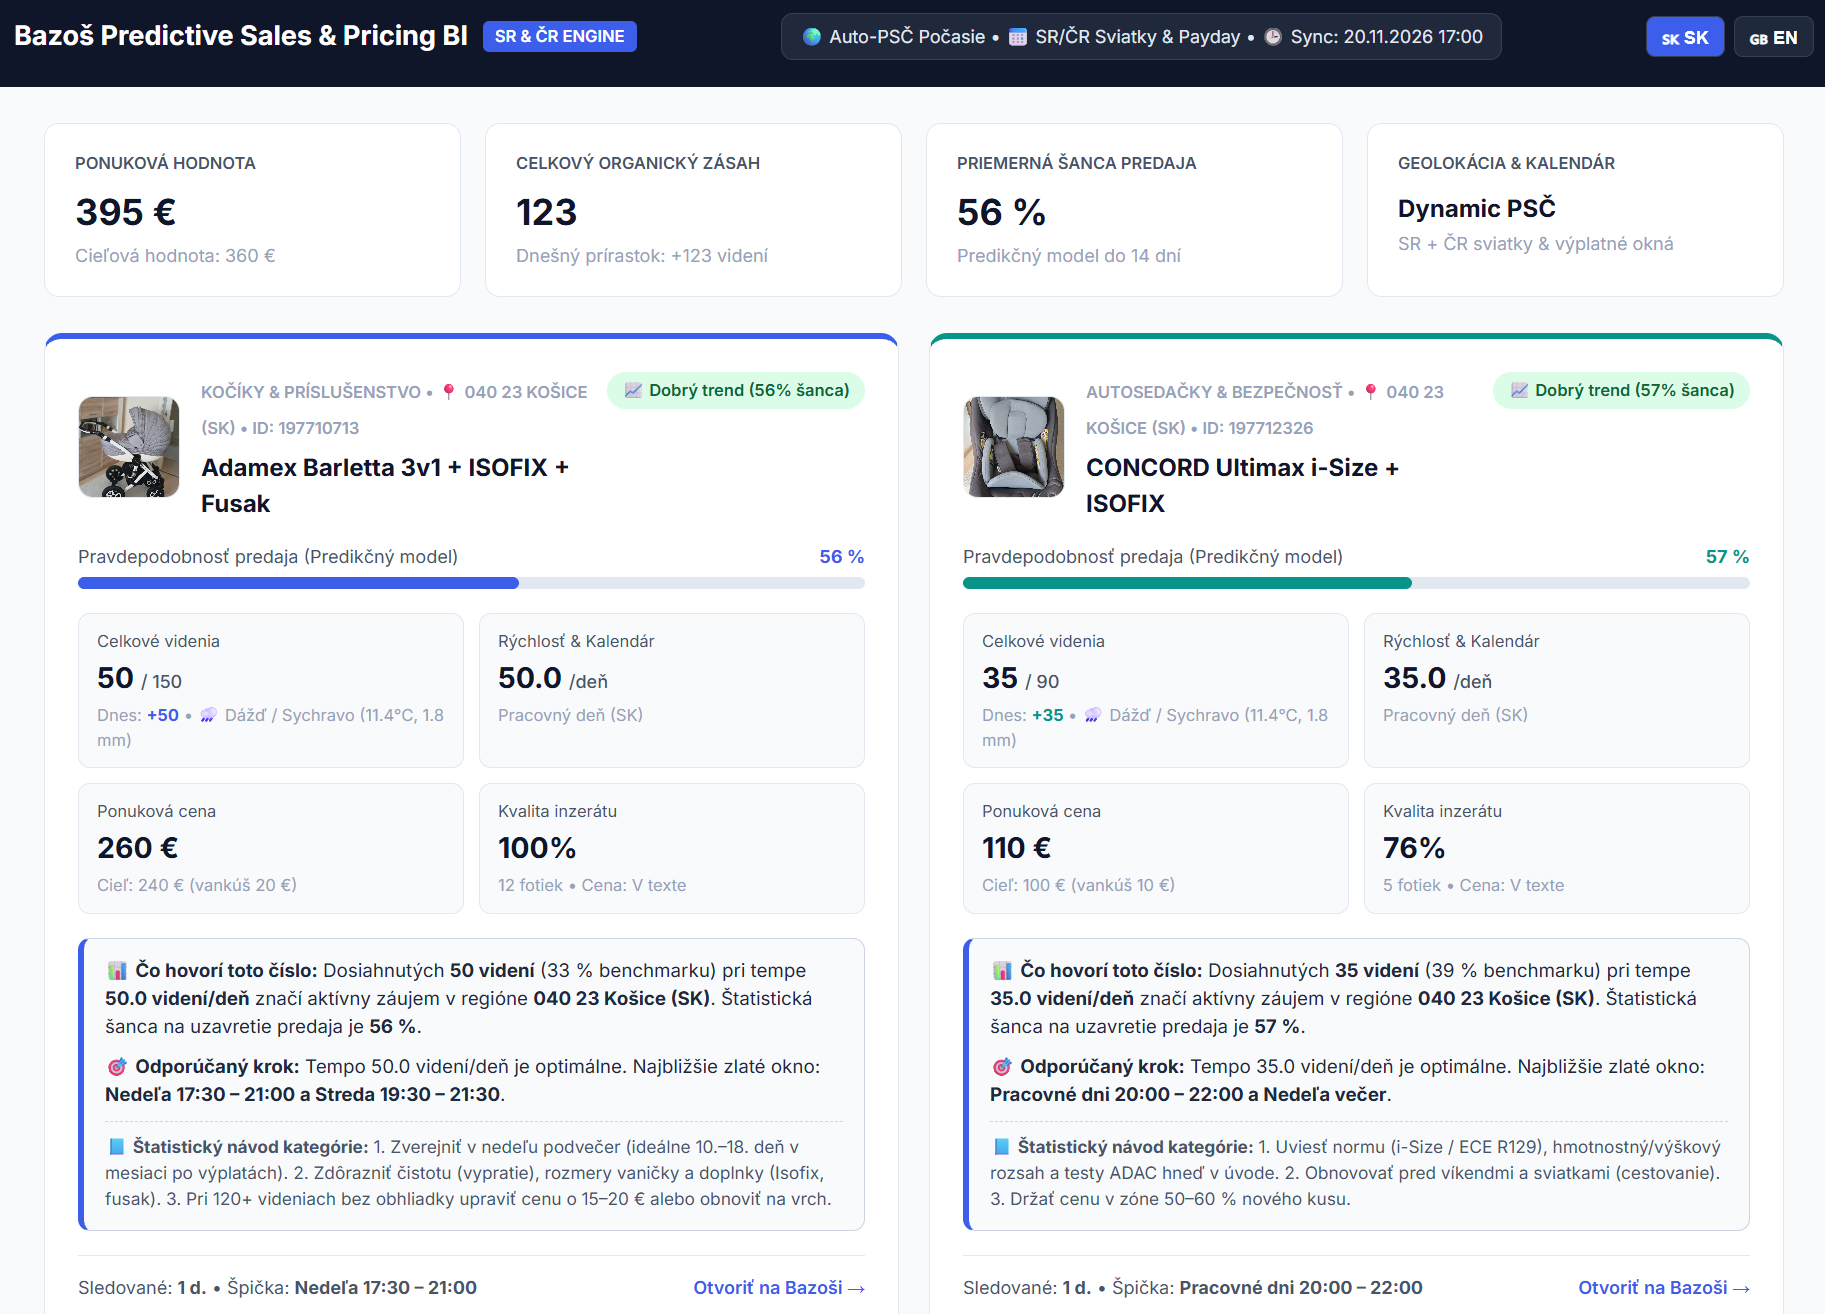 Bazoš Predictive Sales & Pricing BI
SR & ČR ENGINE
Auto-PSČ Počasie • SR/ČR Sviatky & Payday • Sync: 20.11.2026 17:00
SK SK
GB EN
PONUKOVÁ HODNOTA
395 €
Cieľová hodnota: 360 €
CELKOVÝ ORGANICKÝ ZÁSAH
123
Dnešný prírastok: +123 videní
PRIEMERNÁ ŠANCA PREDAJA
56 %
Predikčný model do 14 dní
GEOLOKÁCIA & KALENDÁR
Dynamic PSČ
SR + ČR sviatky & výplatné okná
KOČÍKY & PRÍSLUŠENSTVO • 040 23 KOŠICE
(SK) • ID: 197710713
Dobrý trend (56% šanca)
Adamex Barletta 3v1 + ISOFIX +
Fusak
Pravdepodobnosť predaja (Predikčný model)
56 %
Celkové videnia
50 / 150
Dnes: +50 • Dážď / Sychravo (11.4°C, 1.8
mm)
Rýchlosť & Kalendár
50.0 /deň
Pracovný deň (SK)
Ponuková cena
260 €
Cieľ: 240 € (vankúš 20 €)
Kvalita inzerátu
100%
12 fotiek • Cena: V texte
Čo hovorí toto číslo: Dosiahnutých 50 videní (33 % benchmarku) pri tempe
50.0 videní/deň značí aktívny záujem v regióne 040 23 Košice (SK). Štatistická
šanca na uzavretie predaja je 56 %.
Odporúčaný krok: Tempo 50.0 videní/deň je optimálne. Najbližšie zlaté okno:
Nedeľa 17:30 – 21:00 a Streda 19:30 – 21:30.
Štatistický návod kategórie: 1. Zverejniť v nedeľu podvečer (ideálne 10.–18. deň v
mesiaci po výplatách). 2. Zdôrazniť čistotu (vypratie), rozmery vaničky a doplnky (Isofix,
fusak). 3. Pri 120+ videniach bez obhliadky upraviť cenu o 15–20 € alebo obnoviť na vrch.
Sledované: 1 d. • Špička: Nedeľa 17:30 – 21:00
Otvoriť na Bazoši →
AUTOSEDAČKY & BEZPEČNOSŤ • 040 23
KOŠICE (SK) • ID: 197712326
Dobrý trend (57% šanca)
CONCORD Ultimax i-Size +
ISOFIX
Pravdepodobnosť predaja (Predikčný model)
57 %
Celkové videnia
35 / 90
Dnes: +35 • Dážď / Sychravo (11.4°C, 1.8
mm)
Rýchlosť & Kalendár
35.0 /deň
Pracovný deň (SK)
Ponuková cena
110 €
Cieľ: 100 € (vankúš 10 €)
Kvalita inzerátu
76%
5 fotiek • Cena: V texte
Čo hovorí toto číslo: Dosiahnutých 35 videní (39 % benchmarku) pri tempe
35.0 videní/deň značí aktívny záujem v regióne 040 23 Košice (SK). Štatistická
šanca na uzavretie predaja je 57 %.
Odporúčaný krok: Tempo 35.0 videní/deň je optimálne. Najbližšie zlaté okno:
Pracovné dni 20:00 – 22:00 a Nedeľa večer.
Štatistický návod kategórie: 1. Uviesť normu (i-Size / ECE R129), hmotnostný/výškový
rozsah a testy ADAC hneď v úvode. 2. Obnovovať pred víkendmi a sviatkami (cestovanie).
3. Držať cenu v zóne 50–60 % nového kusu.
Sledované: 1 d. • Špička: Pracovné dni 20:00 – 22:00
Otvoriť na Bazoši →